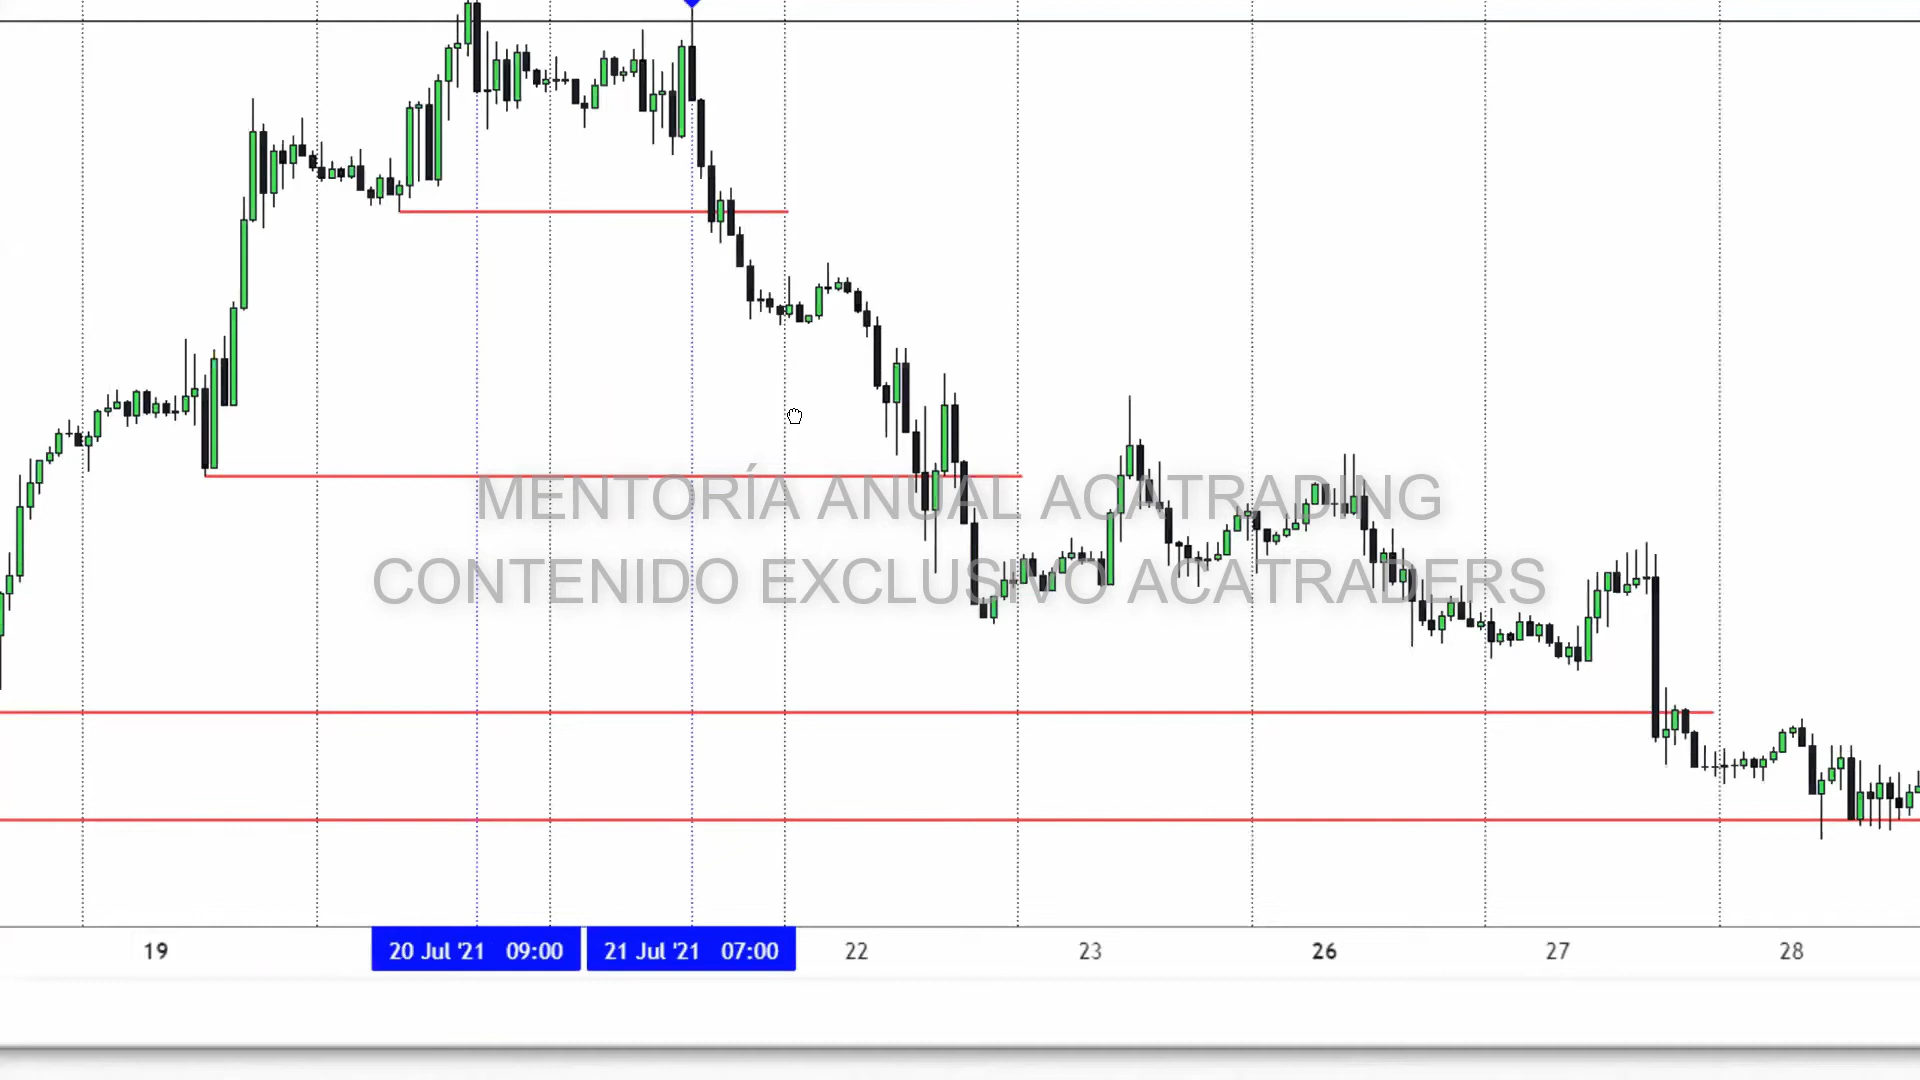 MENTORÍA ANUAL ACATRADING
CONTENIDO EXCLUSIVO ACATRADERS
19 20 Jul '21 09:00 21 Jul '21 07:00 22 23 26 27 28